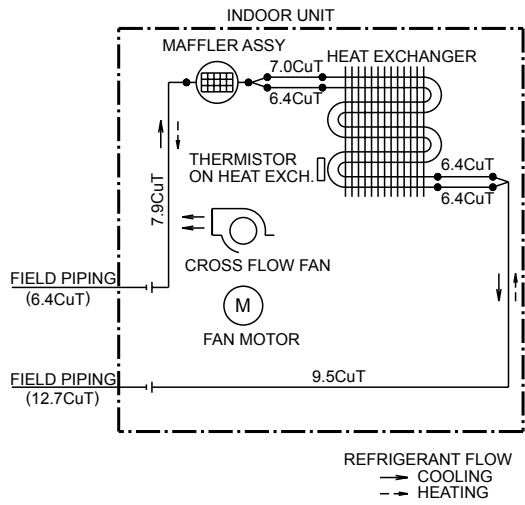 INDOOR UNIT
MAFFLER ASSY
HEAT EXCHANGER
7.0CuT
6.4CuT
THERMISTOR
ON HEAT EXCH.
6.4CuT
6.4CuT
7.9CuT
CROSS FLOW FAN
FIELD PIPING
(6.4CuT)
M
FAN MOTOR
FIELD PIPING
(12.7CuT)
9.5CuT
REFRIGERANT FLOW
COOLING
HEATING